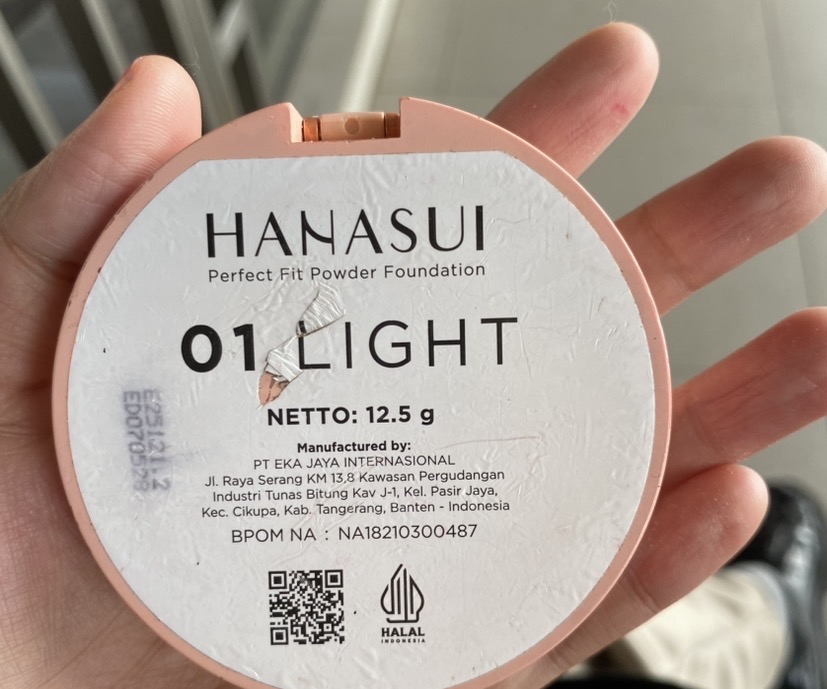 HANASUI
Perfect Fit Powder Foundation
01 LIGHT
NETTO: 12.5 g
Manufactured by:
PT EKA JAYA INTERNASIONAL
Jl. Raya Serang KM 13,8 Kawasan Pergudangan
Industri Tunas Bitung Kav J-1, Kel. Pasir Jaya,
Kec. Cikupa, Kab. Tangerang, Banten - Indonesia
BPOM NA : NA18210300487
HALAL
INDONESIA